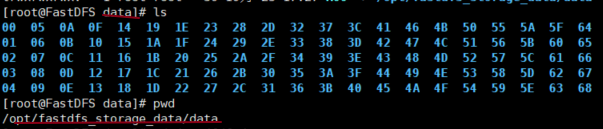 [root@FastDFS data]# ls
00 05 0A 0F 14 19 1E 23 28 2D 32 37 3C 41 46 4B 50 55 5A 5F 64
01 06 0B 10 15 1A 1F 24 29 2E 33 38 3D 42 47 4C 51 56 5B 60 65
02 07 0C 11 16 1B 20 25 2A 2F 34 39 3E 43 48 4D 52 57 5C 61 66
03 08 0D 12 17 1C 21 26 2B 30 35 3A 3F 44 49 4E 53 58 5D 62 67
04 09 0E 13 18 1D 22 27 2C 31 36 3B 40 45 4A 4F 54 59 5E 63 68
[root@FastDFS data]# pwd
/opt/fastdfs_storage_data/data